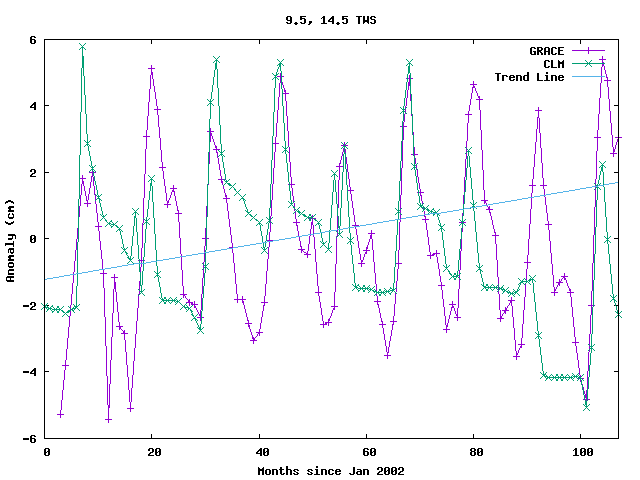 9.5, 14.5 TWS
GRACE
CLM
Trend Line
6
4
2
0
-2
-4
-6
Anomaly (cm)
0 20 40 60 80 100
Months since Jan 2002